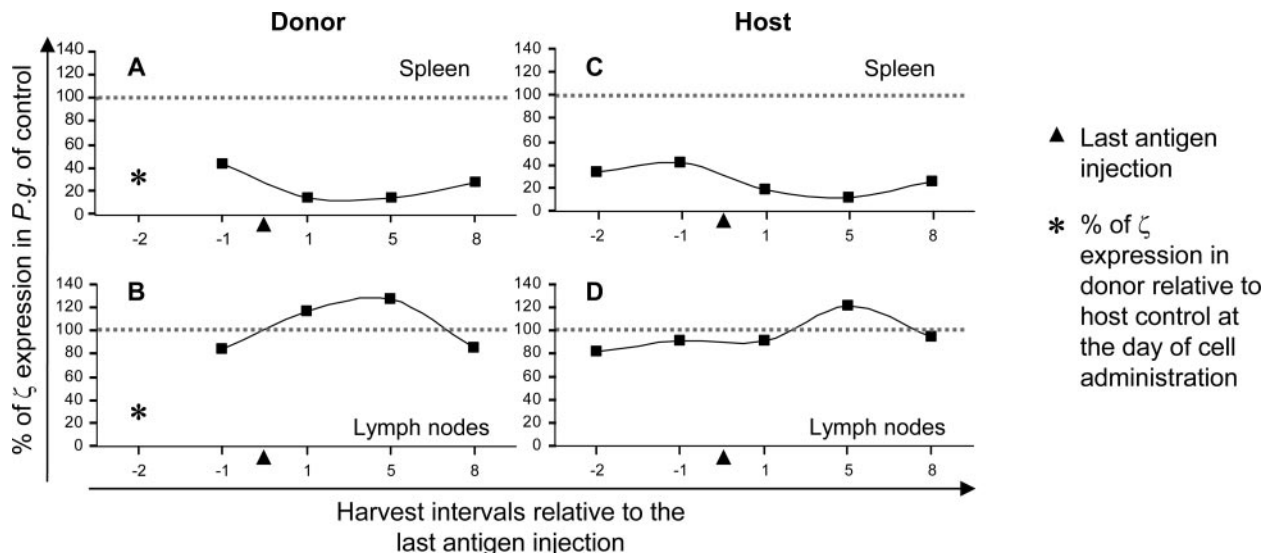 Donor
Host
% of ζ expression in P.g. of control
140
120
100
80
60
40
20
0
A
Spleen
-2
-1
1
5
8
140
120
100
80
60
40
20
0
C
Spleen
-2
-1
1
5
8
140
120
100
80
60
40
20
0
B
Lymph nodes
-2
-1
1
5
8
140
120
100
80
60
40
20
0
D
Lymph nodes
-2
-1
1
5
8
Harvest intervals relative to the
last antigen injection
▲ Last antigen
injection
* % of ζ
expression in
donor relative to
host control at
the day of cell
administration